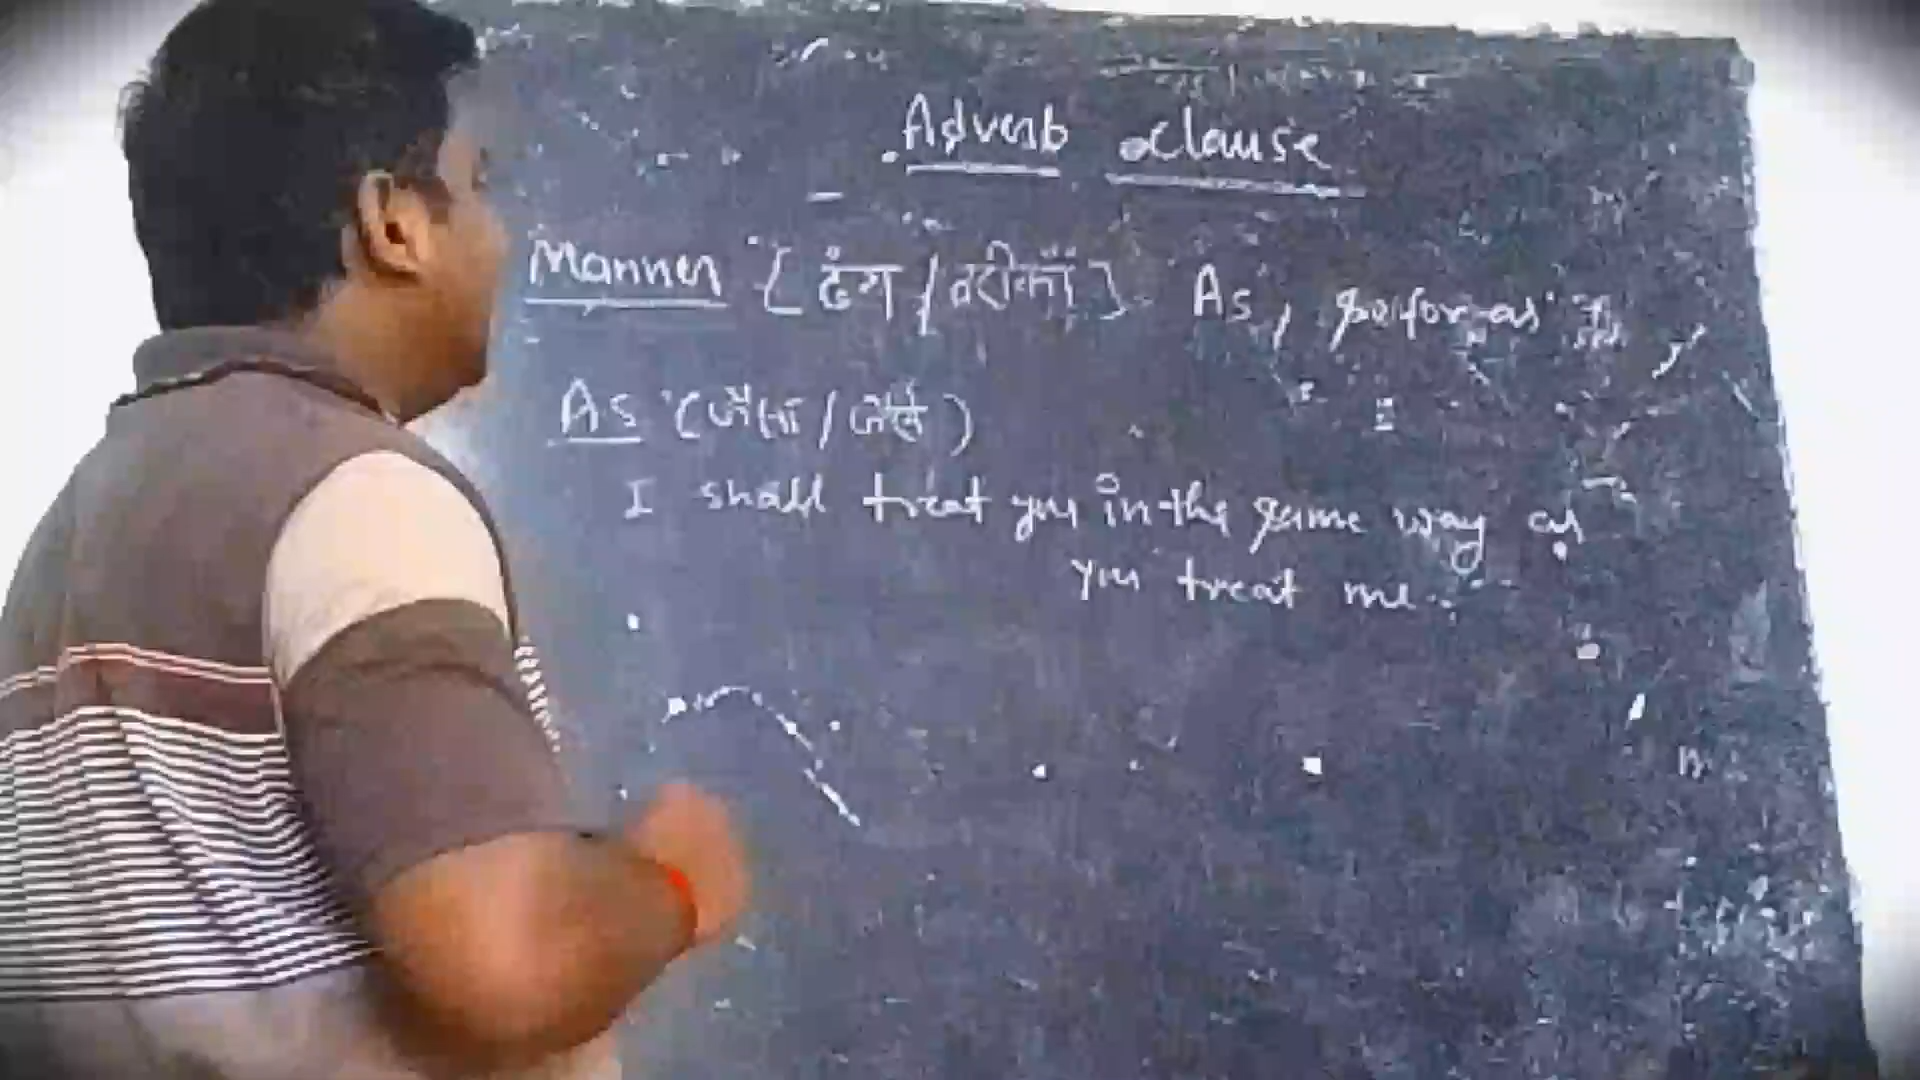 Adverb Clause
Manner [ ढंग / तरीकों ] As, so far as
As (जैसा / जैसे)
I shall treat you in the same way as
you treat me.